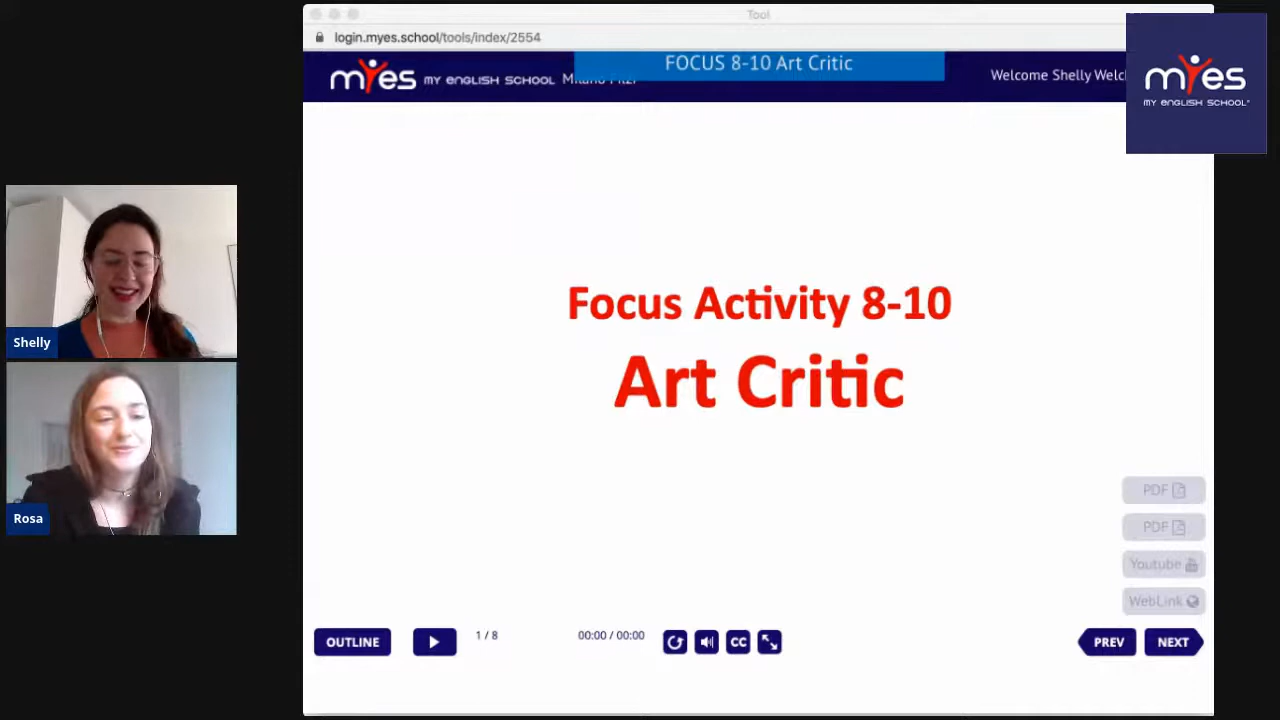 Tool
login.myes.school/tools/index/2554
FOCUS 8-10 Art Critic
myes MY ENGLISH SCHOOL
Welcome Shelly Welc
myes
MY ENGLISH SCHOOL
Focus Activity 8-10
Art Critic
Shelly
Rosa
PDF
PDF
Youtube
WebLink
OUTLINE
1 / 8
00:00 / 00:00
CC
PREV
NEXT